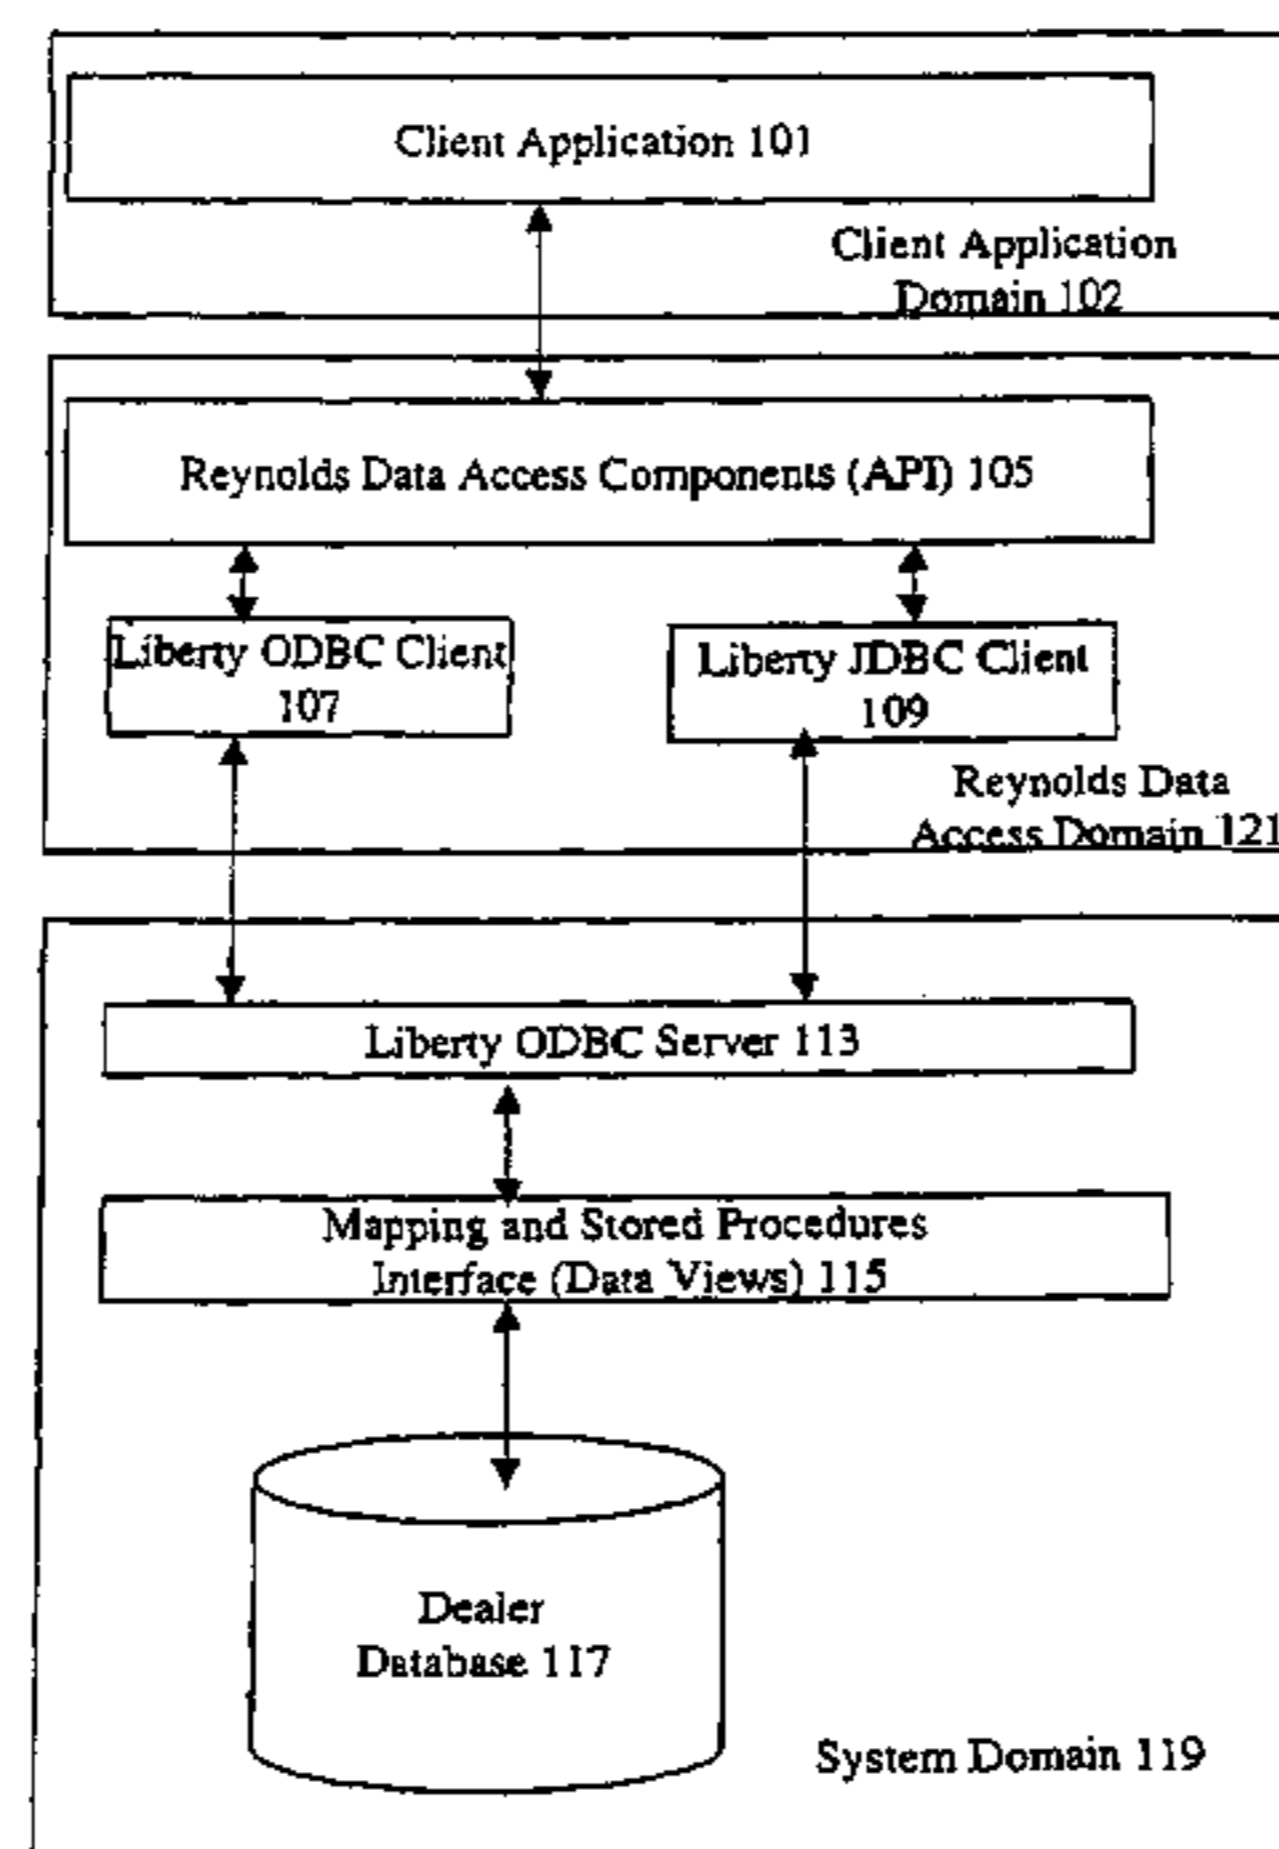 Client Application 101
Client Application
Domain 102
Reynolds Data Access Components (API) 105
Liberty ODBC Client
107
Liberty JDBC Client
109
Reynolds Data
Access Domain 121
Liberty ODBC Server 113
Mapping and Stored Procedures
Interface (Data Views) 115
Dealer
Database 117
System Domain 119